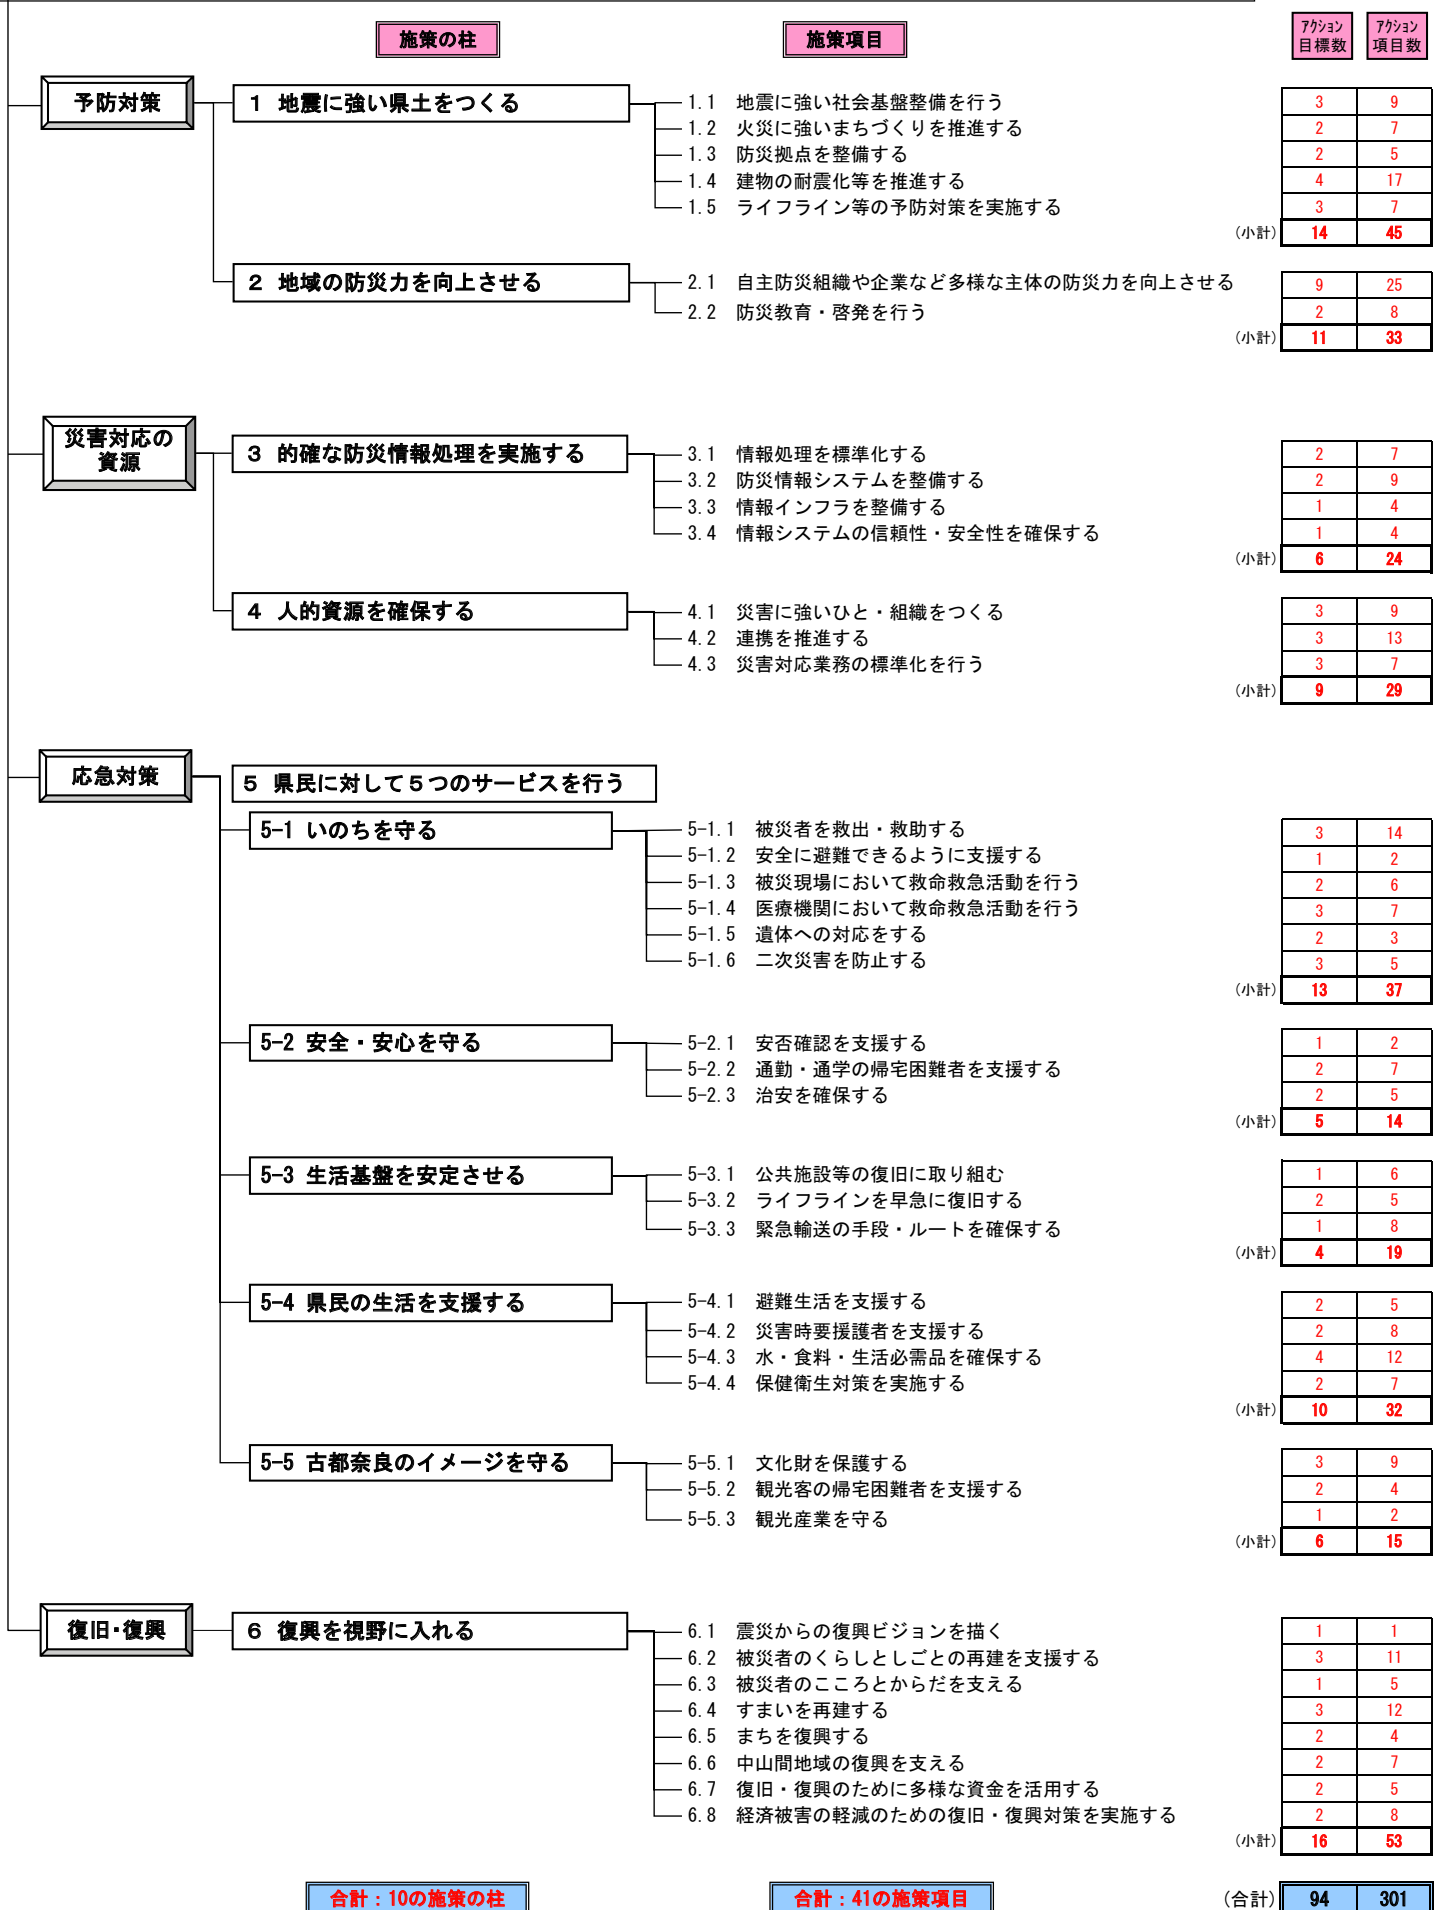 施策の柱 施策項目 ｱｸｼｮﾝ目標数 ｱｸｼｮﾝ項目数
予防対策
1 地震に強い県土をつくる
1.1 地震に強い社会基盤整備を行う 3 9
1.2 火災に強いまちづくりを推進する 2 7
1.3 防災拠点を整備する 2 5
1.4 建物の耐震化等を推進する 4 17
1.5 ライフライン等の予防対策を実施する 3 7
(小計) 14 45
2 地域の防災力を向上させる
2.1 自主防災組織や企業など多様な主体の防災力を向上させる 9 25
2.2 防災教育・啓発を行う 2 8
(小計) 11 33
災害対応の
資源
3 的確な防災情報処理を実施する
3.1 情報処理を標準化する 2 7
3.2 防災情報システムを整備する 2 9
3.3 情報インフラを整備する 1 4
3.4 情報システムの信頼性・安全性を確保する 1 4
(小計) 6 24
4 人的資源を確保する
4.1 災害に強いひと・組織をつくる 3 9
4.2 連携を推進する 3 13
4.3 災害対応業務の標準化を行う 3 7
(小計) 9 29
応急対策
5 県民に対して５つのサービスを行う
5-1 いのちを守る
5-1.1 被災者を救出・救助する 3 14
5-1.2 安全に避難できるように支援する 1 2
5-1.3 被災現場において救命救急活動を行う 2 6
5-1.4 医療機関において救命救急活動を行う 3 7
5-1.5 遺体への対応をする 2 3
5-1.6 二次災害を防止する 3 5
(小計) 13 37
5-2 安全・安心を守る
5-2.1 安否確認を支援する 1 2
5-2.2 通勤・通学の帰宅困難者を支援する 2 7
5-2.3 治安を確保する 2 5
(小計) 5 14
5-3 生活基盤を安定させる
5-3.1 公共施設等の復旧に取り組む 1 6
5-3.2 ライフラインを早急に復旧する 2 5
5-3.3 緊急輸送の手段・ルートを確保する 1 8
(小計) 4 19
5-4 県民の生活を支援する
5-4.1 避難生活を支援する 2 5
5-4.2 災害時要援護者を支援する 2 8
5-4.3 水・食料・生活必需品を確保する 4 12
5-4.4 保健衛生対策を実施する 2 7
(小計) 10 32
5-5 古都奈良のイメージを守る
5-5.1 文化財を保護する 3 9
5-5.2 観光客の帰宅困難者を支援する 2 4
5-5.3 観光産業を守る 1 2
(小計) 6 15
復旧・復興
6 復興を視野に入れる
6.1 震災からの復興ビジョンを描く 1 1
6.2 被災者のくらしとしごとの再建を支援する 3 11
6.3 被災者のこころとからだを支える 1 5
6.4 すまいを再建する 3 12
6.5 まちを復興する 2 4
6.6 中山間地域の復興を支える 2 7
6.7 復旧・復興のために多様な資金を活用する 2 5
6.8 経済被害の軽減のための復旧・復興対策を実施する 2 8
(小計) 16 53
合計：10の施策の柱 合計：41の施策項目 (合計) 94 301